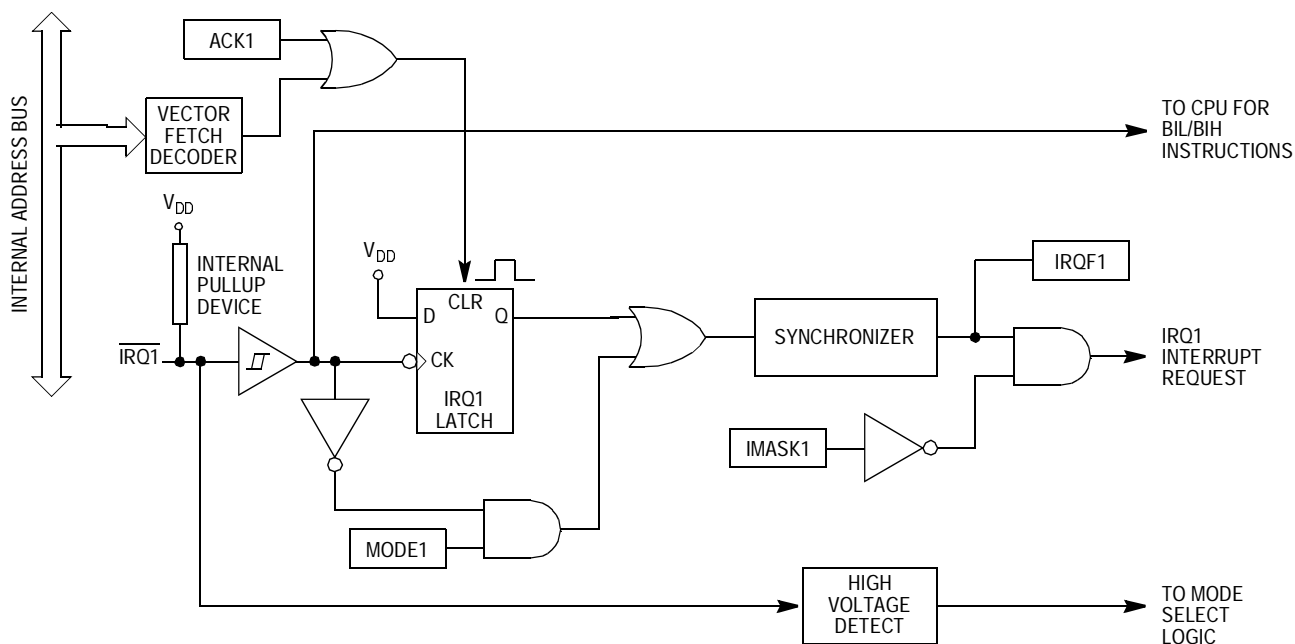 ACK1
INTERNAL ADDRESS BUS
VECTOR
FETCH
DECODER
TO CPU FOR
BIL/BIH
INSTRUCTIONS
VDD
INTERNAL
PULLUP
DEVICE
VDD
CLR
D
Q
CK
IRQ1
LATCH
IRQ1
SYNCHRONIZER
IRQF1
IRQ1
INTERRUPT
REQUEST
IMASK1
MODE1
HIGH
VOLTAGE
DETECT
TO MODE
SELECT
LOGIC